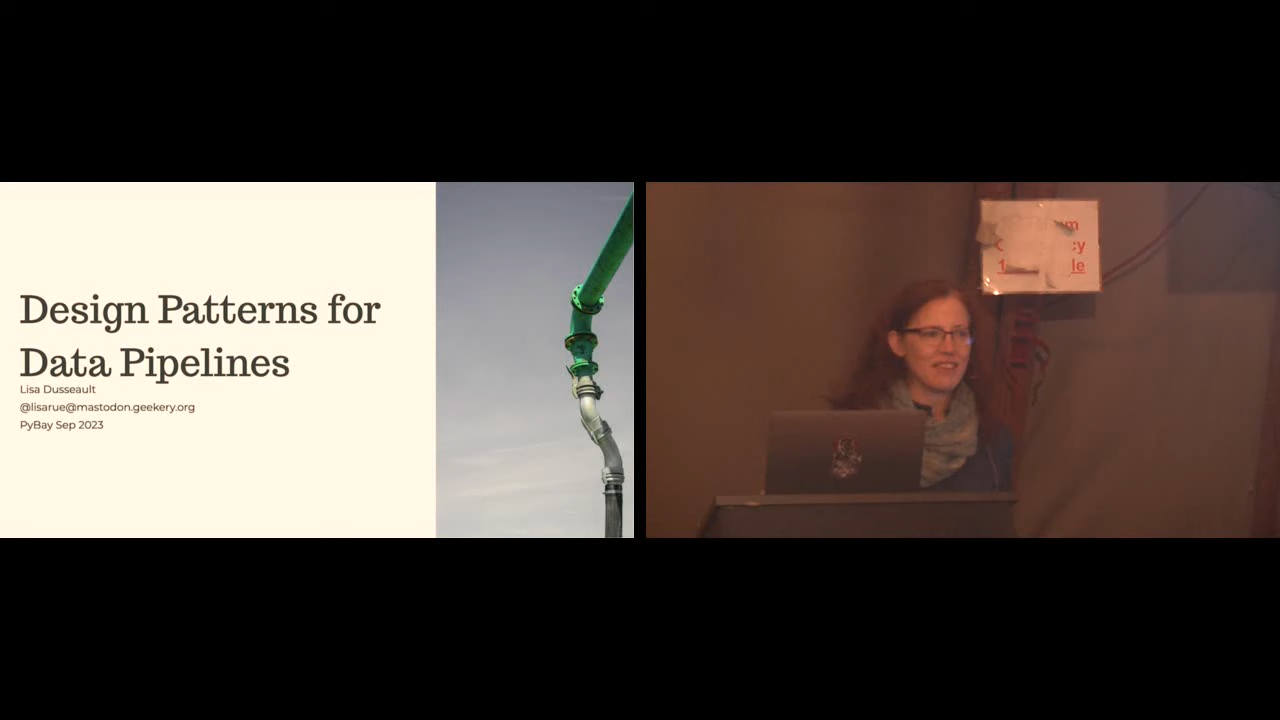 Design Patterns for
Data Pipelines
Lisa Dusseault
@lisarue@mastodon.geekery.org
PyBay Sep 2023